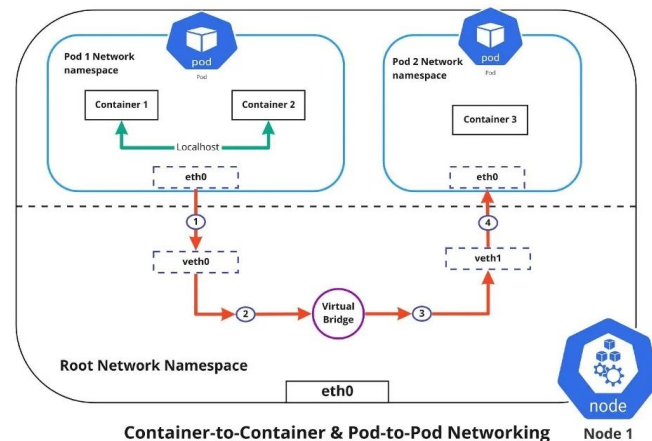 Pod 1 Network
namespace
pod
Pod
Container 1
Container 2
Localhost
eth0
Pod 2 Network
namespace
pod
Pod
Container 3
eth0
1
4
veth0
veth1
2
Virtual
Bridge
3
Root Network Namespace
eth0
node
Container-to-Container & Pod-to-Pod Networking
Node 1